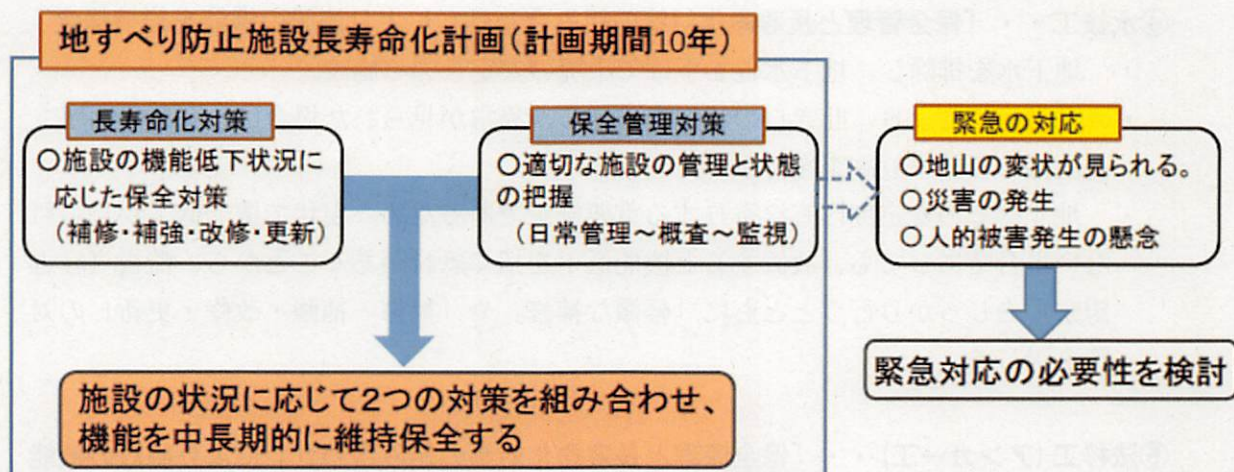 地すべり防止施設長寿命化計画(計画期間10年)
長寿命化対策
○施設の機能低下状況に
応じた保全対策
(補修・補強・改修・更新)
保全管理対策
○適切な施設の管理と状態
の把握
(日常管理~概査~監視)
緊急の対応
○地山の変状が見られる。
○災害の発生
○人的被害発生の懸念
施設の状況に応じて2つの対策を組み合わせ、
機能を中長期的に維持保全する
緊急対応の必要性を検討